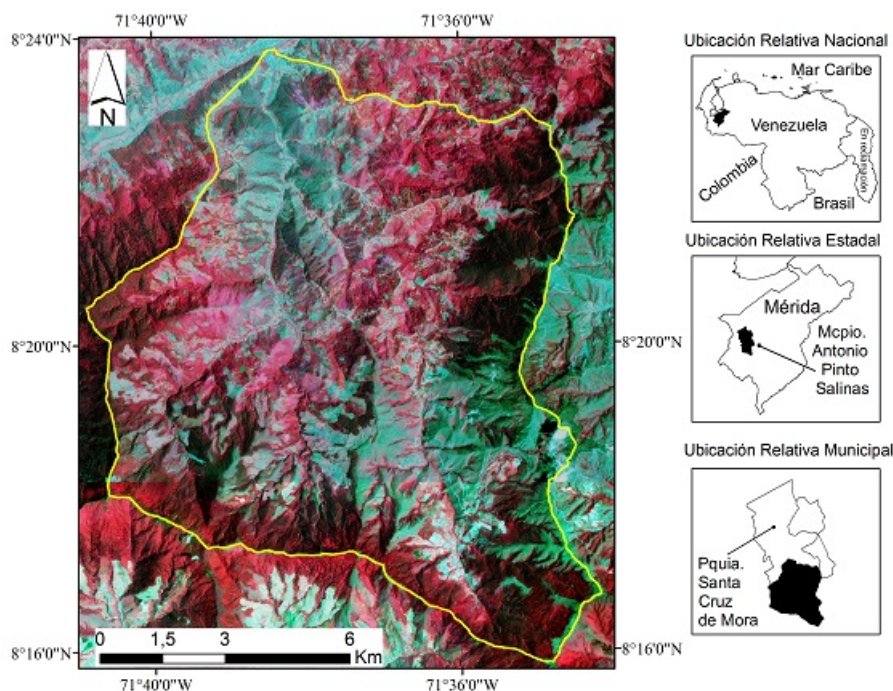 71°40'0"W
71°36'0"W
8°24'0"N
N
8°20'0"N
8°20'0"N
8°16'0"N
8°16'0"N
0
1,5
3
6
Km
71°40'0"W
71°36'0"W
Ubicación Relativa Nacional
Mar Caribe
Venezuela
En reclamación
Colombia
Brasil
Ubicación Relativa Estadal
Mérida
Mcpio.
Antonio
Pinto
Salinas
Ubicación Relativa Municipal
Pquia.
Santa
Cruz
de Mora